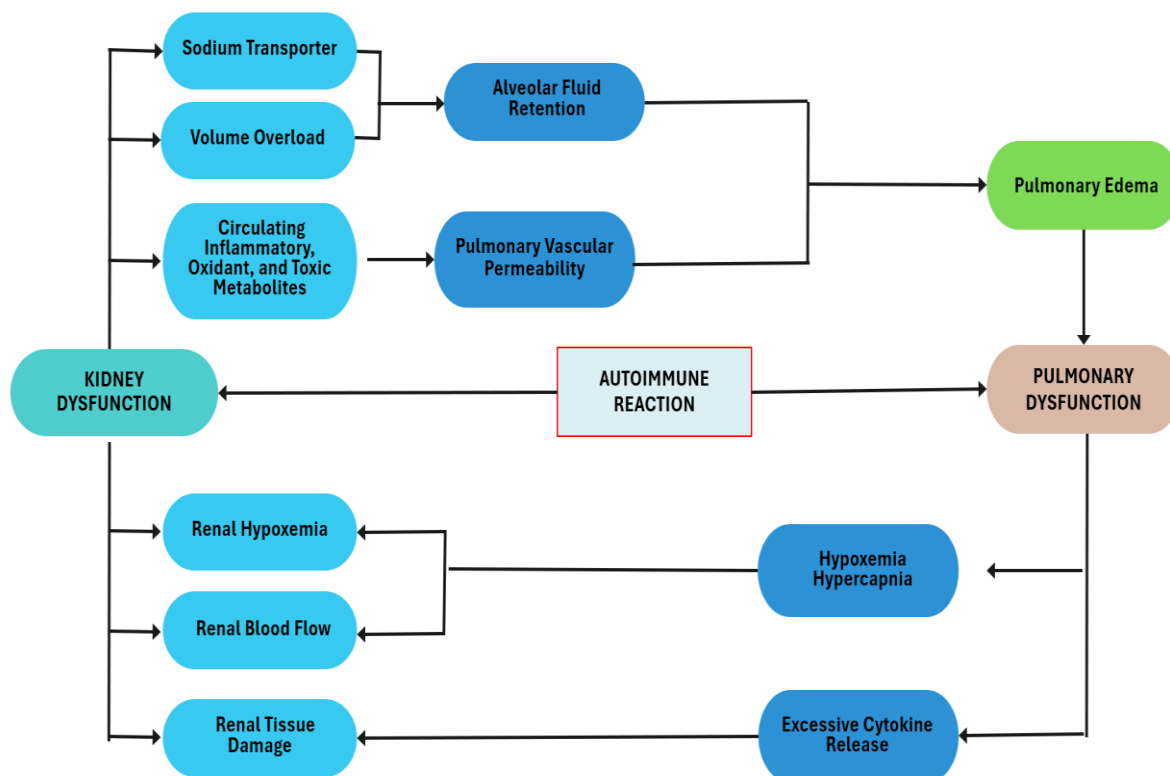 Sodium Transporter
Volume Overload
Alveolar Fluid
Retention
Pulmonary Edema
Circulating
Inflammatory,
Oxidant, and Toxic
Metabolites
Pulmonary Vascular
Permeability
KIDNEY
DYSFUNCTION
AUTOIMMUNE
REACTION
PULMONARY
DYSFUNCTION
Renal Hypoxemia
Hypoxemia
Hypercapnia
Renal Blood Flow
Renal Tissue
Damage
Excessive Cytokine
Release